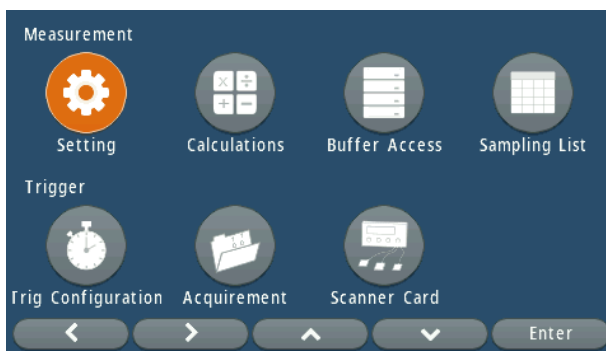 Measurement
Setting Calculations Buffer Access Sampling List
Trigger
Trig Configuration Acquirement Scanner Card
Enter